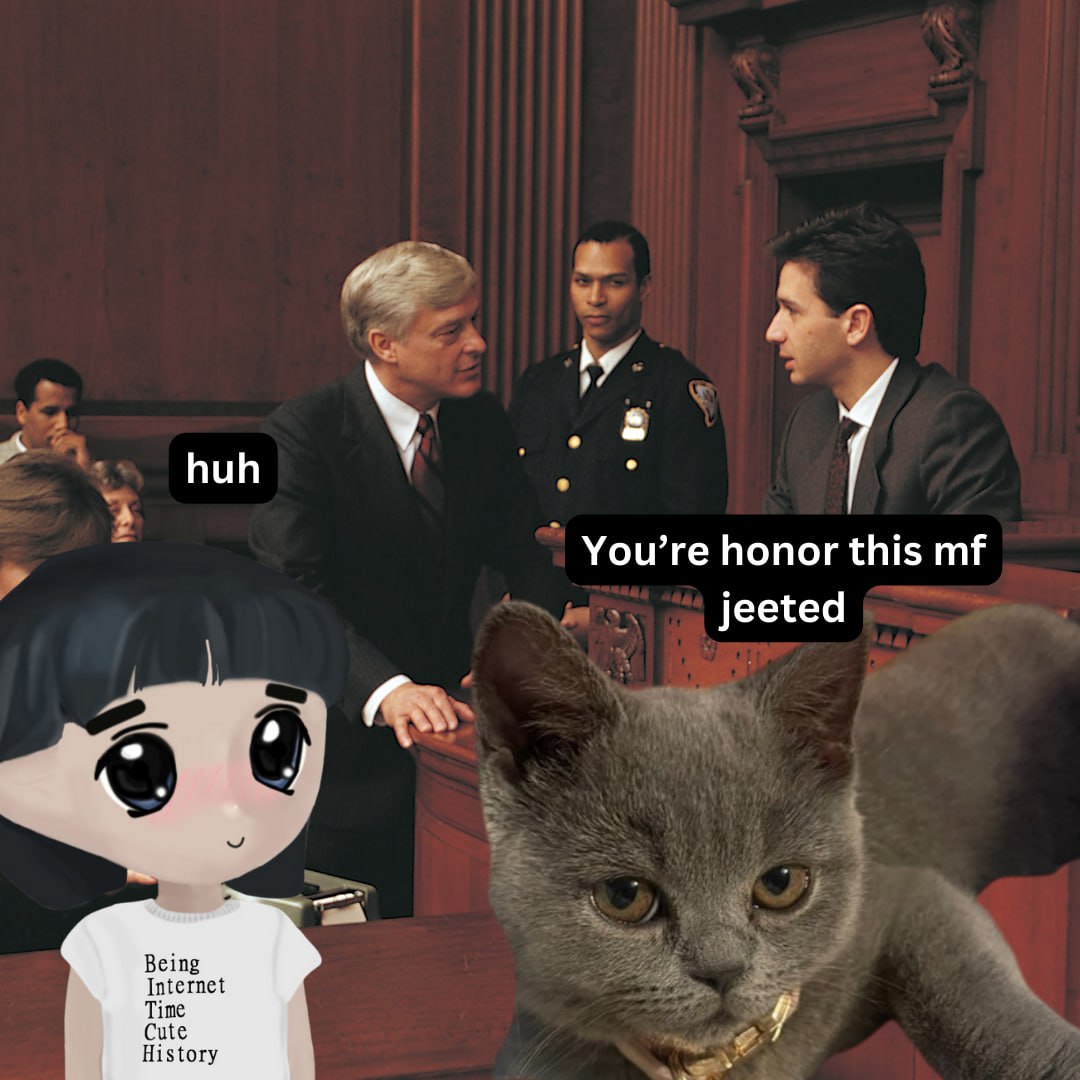 huh
You’re honor this mf
jeeted
Being
Internet
Time
Cute
History